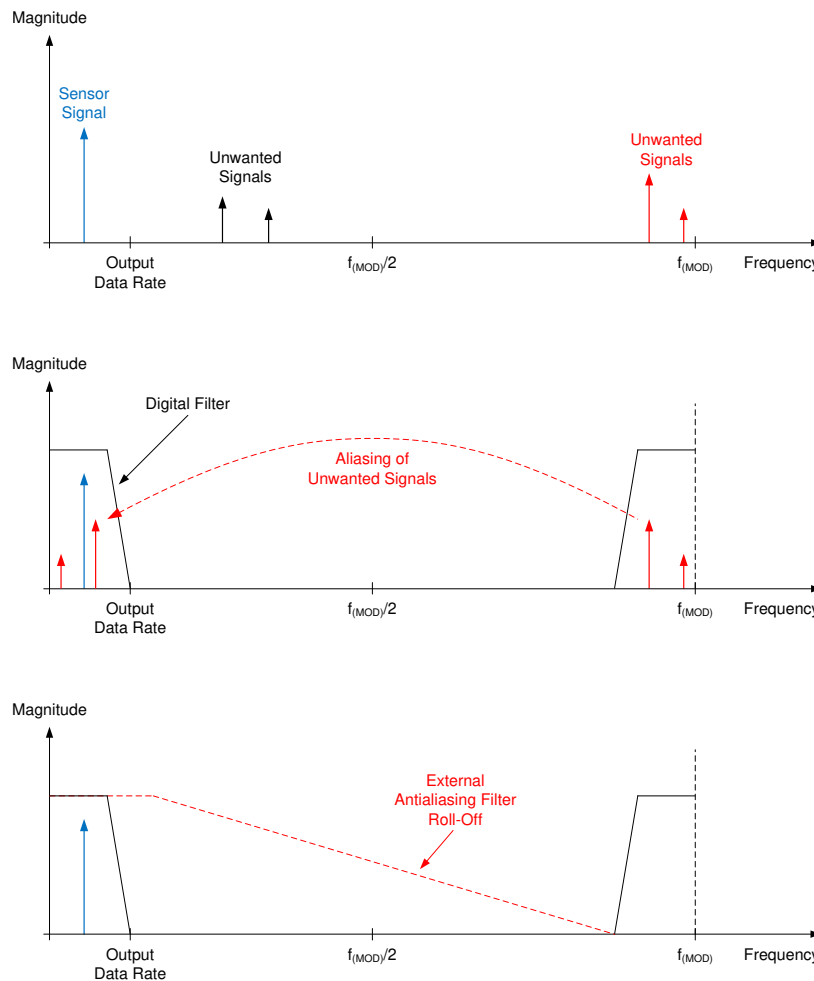 Magnitude
Sensor
Signal
Unwanted
Signals
Unwanted
Signals
Output
Data Rate
f(MOD)/2
f(MOD)
Frequency
Magnitude
Digital Filter
Aliasing of
Unwanted Signals
Output
Data Rate
f(MOD)/2
f(MOD)
Frequency
Magnitude
External
Antialiasing Filter
Roll-Off
Output
Data Rate
f(MOD)/2
f(MOD)
Frequency